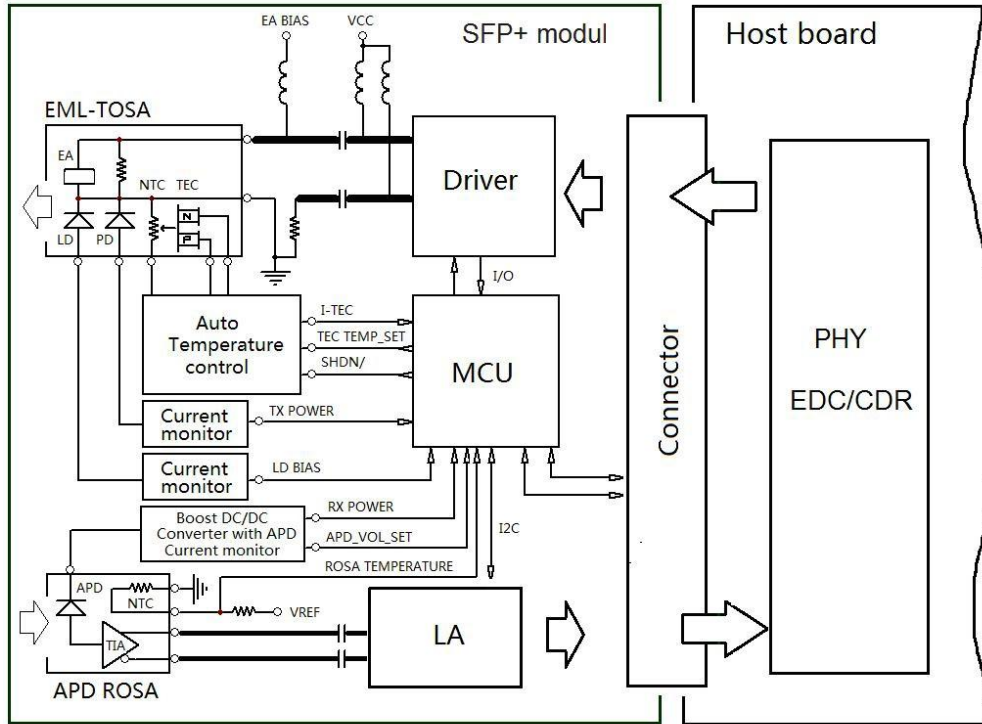 EA BIAS
VCC
SFP+ modul
Host board
EML-TOSA
EA
NTC
TEC
N
P
LD
PD
Driver
I/O
Auto
Temperature
control
I-TEC
TEC TEMP_SET
SHDN/
MCU
Connector
PHY
EDC/CDR
Current
monitor
TX POWER
Current
monitor
LD BIAS
Boost DC/DC
Converter with APD
Current monitor
RX POWER
APD_VOL_SET
I2C
ROSA TEMPERATURE
APD
NTC
VREF
TIA
LA
APD ROSA